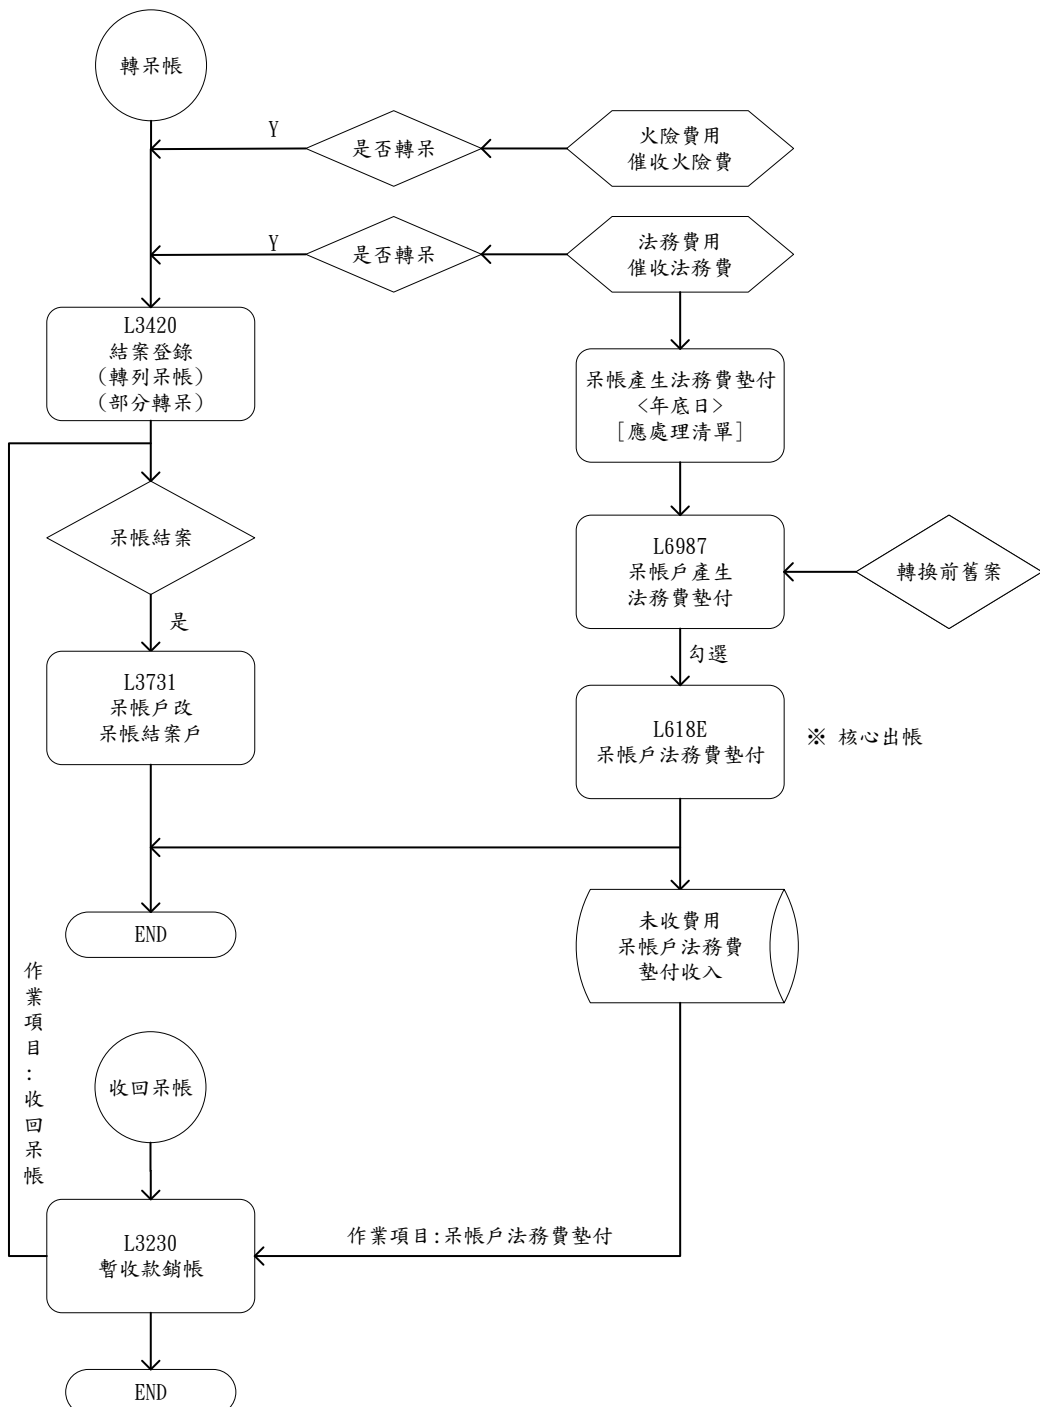 轉呆帳
Y
是否轉呆
火險費用
催收火險費
Y
是否轉呆
法務費用
催收法務費
L3420
結案登錄
(轉列呆帳)
(部分轉呆)
呆帳產生法務費墊付
<年底日>
[應處理清單]
呆帳結案
L6987
呆帳戶產生
法務費墊付
轉換前舊案
是
勾選
L3731
呆帳戶改
呆帳結案戶
L618E
呆帳戶法務費墊付
※ 核心出帳
END
未收費用
呆帳戶法務費
墊付收入
作業項目:收回呆帳
收回呆帳
作業項目:呆帳戶法務費墊付
L3230
暫收款銷帳
END